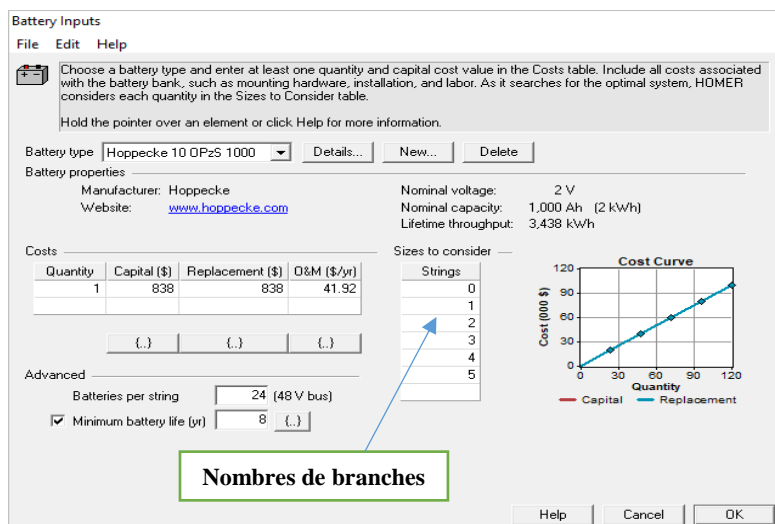 Battery Inputs
File Edit Help
Choose a battery type and enter at least one quantity and capital cost value in the Costs table. Include all costs associated
with the battery bank, such as mounting hardware, installation, and labor. As it searches for the optimal system, HOMER
considers each quantity in the Sizes to Consider table.
Hold the pointer over an element or click Help for more information.
Battery type Hoppecke 10 OPzS 1000 Details... New... Delete
Battery properties
Manufacturer: Hoppecke
Website: www.hoppecke.com
Nominal voltage: 2 V
Nominal capacity: 1,000 Ah (2 kWh)
Lifetime throughput: 3,438 kWh
Costs
Quantity Capital ($) Replacement ($) O&M ($/yr)
1 838 838 41.92
{..} {..} {..}
Sizes to consider
Strings
0
1
2
3
4
5
Cost Curve
Cost (000 $)
120
90
60
30
0
0 30 60 90 120
Quantity
Capital Replacement
Advanced
Batteries per string 24 (48 V bus)
Minimum battery life (yr) 8 {..}
Nombres de branches
Help Cancel OK